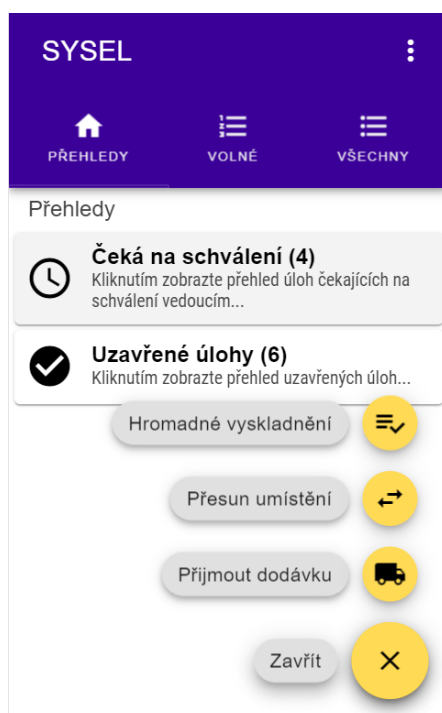 SYSEL
PŘEHLEDY
VOLNÉ
VŠECHNY
Přehledy
Čeká na schválení (4)
Kliknutím zobrazte přehled úloh čekajících na
schválení vedoucím...
Uzavřené úlohy (6)
Kliknutím zobrazte přehled uzavřených úloh...
Hromadné vyskladnění
Přesun umístění
Přijmout dodávku
Zavřít